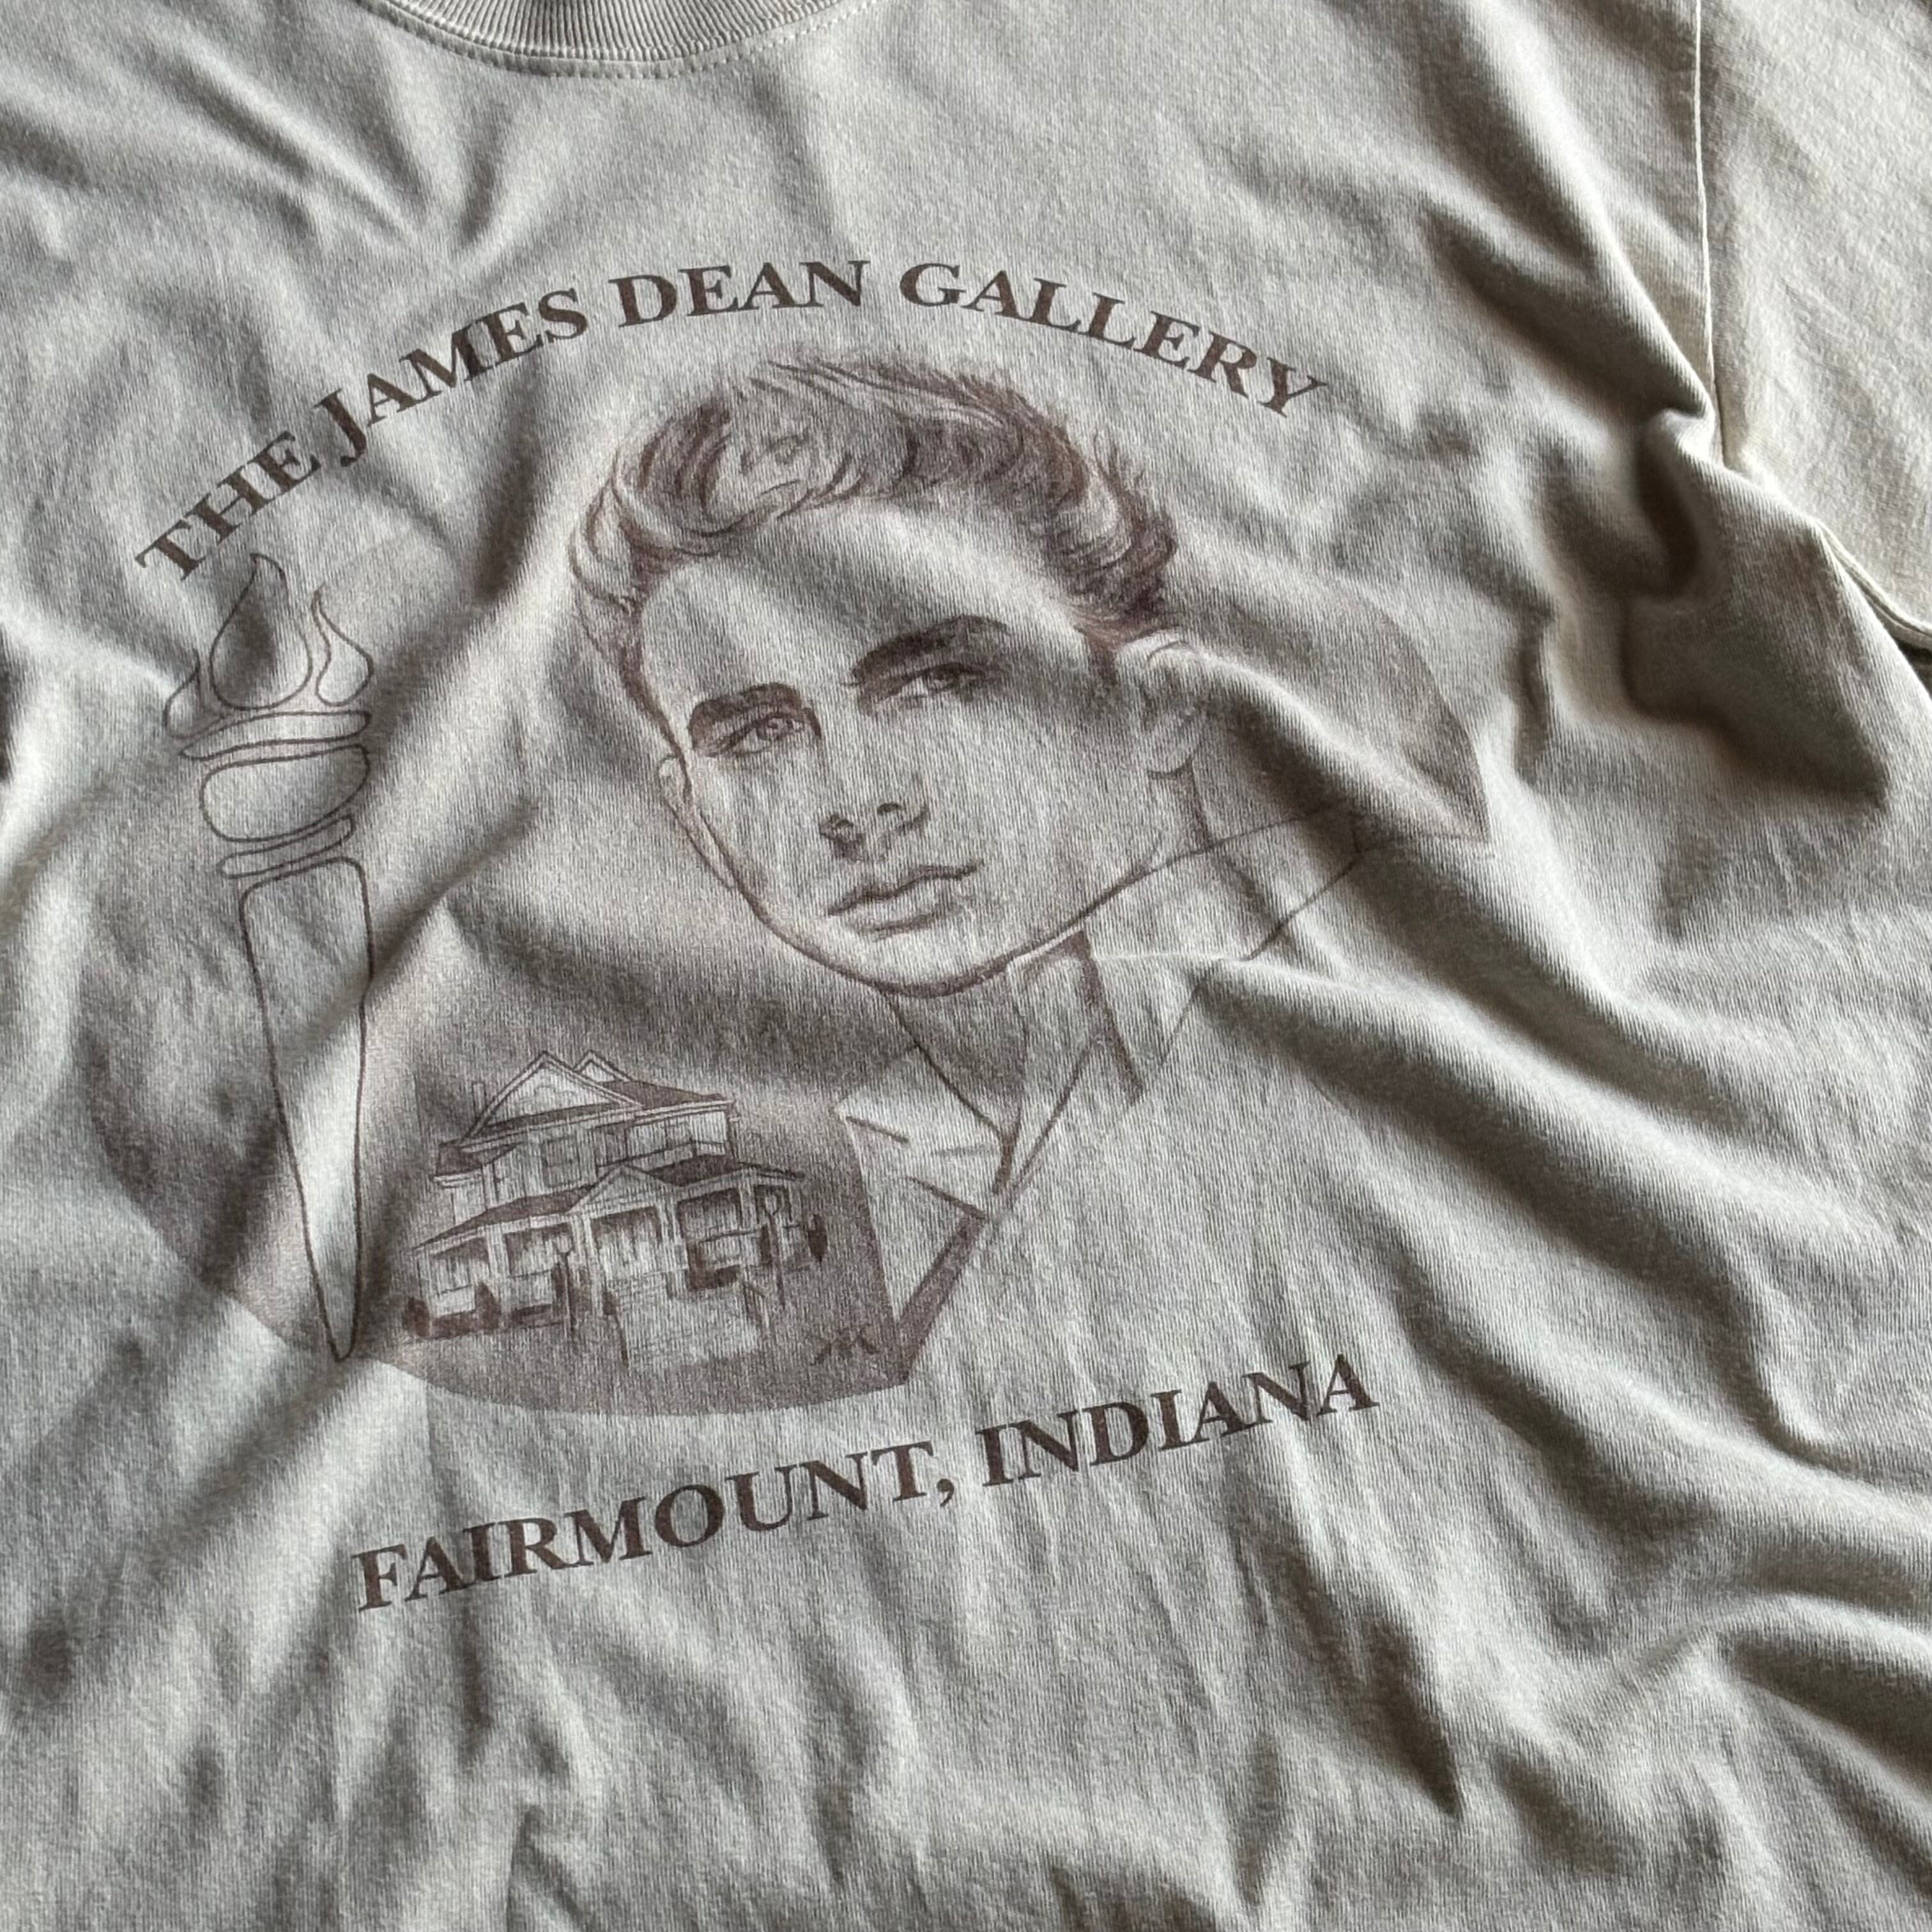 THE JAMES DEAN GALLERY
FAIRMOUNT, INDIANA